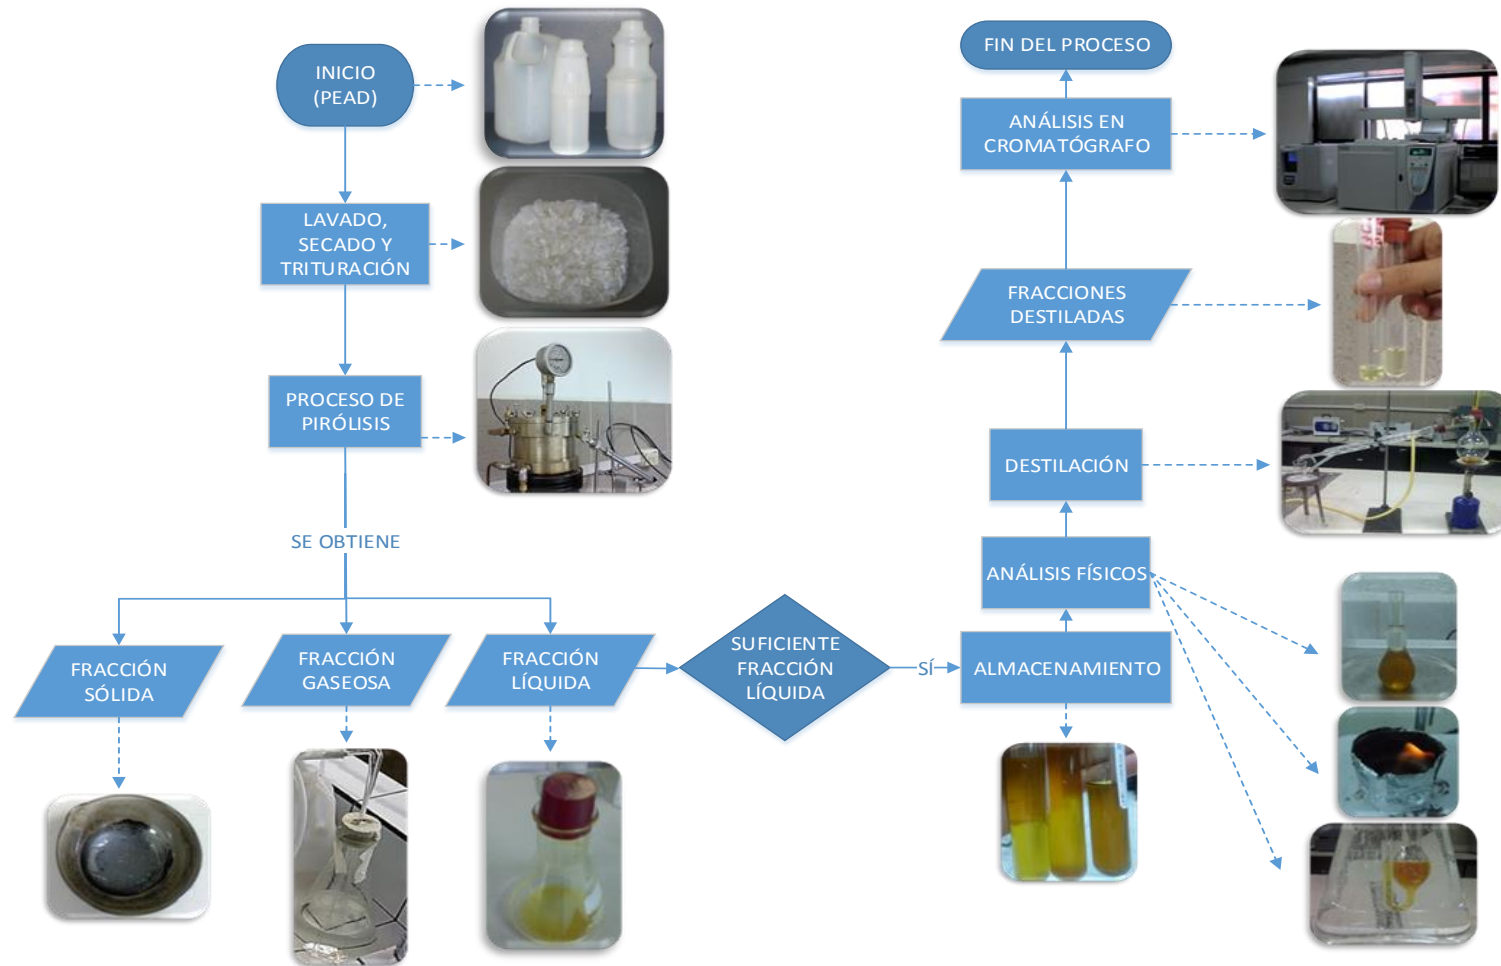 INICIO
(PEAD)
LAVADO,
SECADO Y
TRITURACIÓN
PROCESO DE
PIRÓLISIS
SE OBTIENE
FRACCIÓN
SÓLIDA
FRACCIÓN
GASEOSA
FRACCIÓN
LÍQUIDA
SUFICIENTE
FRACCIÓN
LÍQUIDA
SÍ
ALMACENAMIENTO
ANÁLISIS FÍSICOS
DESTILACIÓN
FRACCIONES
DESTILADAS
ANÁLISIS EN
CROMATÓGRAFO
FIN DEL PROCESO